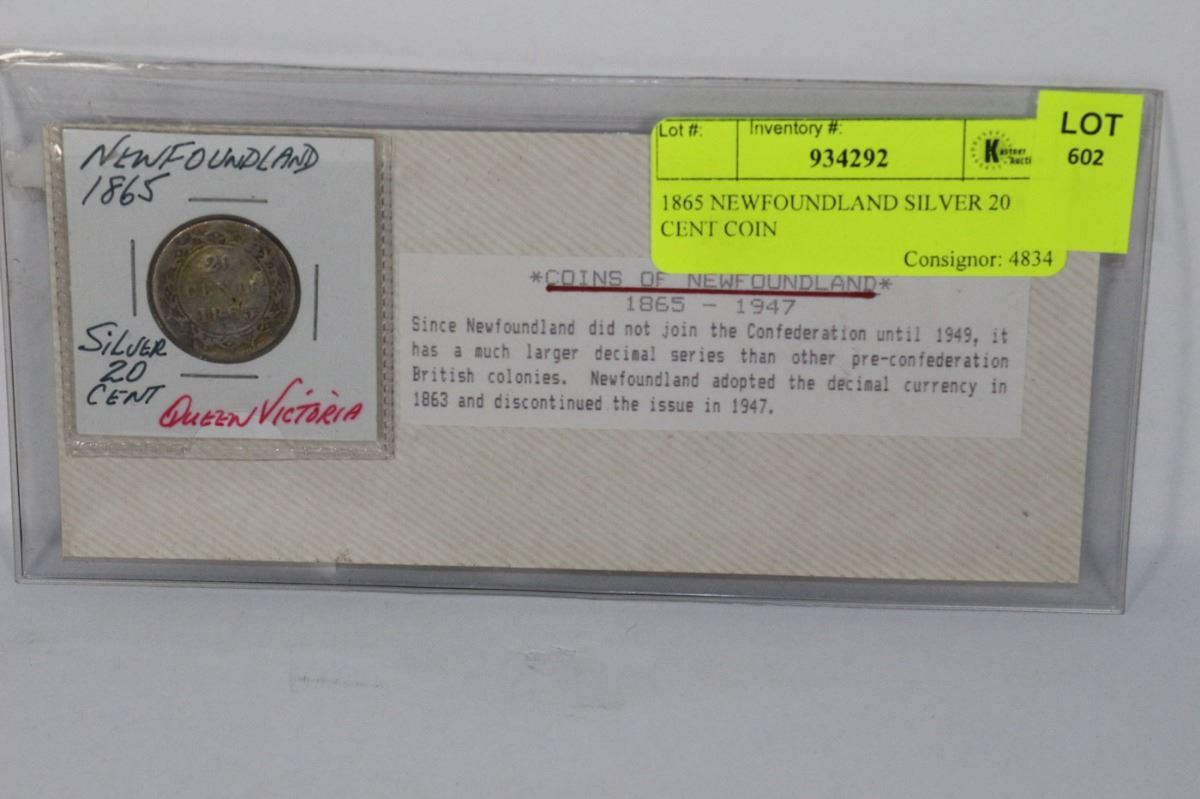 NEWFOUNDLAND
1865
SILVER
20
CENT
QUEEN VICTORIA
CENTS
Lot #:
Inventory #:
934292
Kastner
Aucti
1865 NEWFOUNDLAND SILVER 20
CENT COIN
Consignor: 4834
LOT
602
*COINS OF NEWFOUNDLAND*
1865 - 1947
Since Newfoundland did not join the Confederation until 1949, it
has a much larger decimal series than other pre-confederation
British colonies. Newfoundland adopted the decimal currency in
1863 and discontinued the issue in 1947.